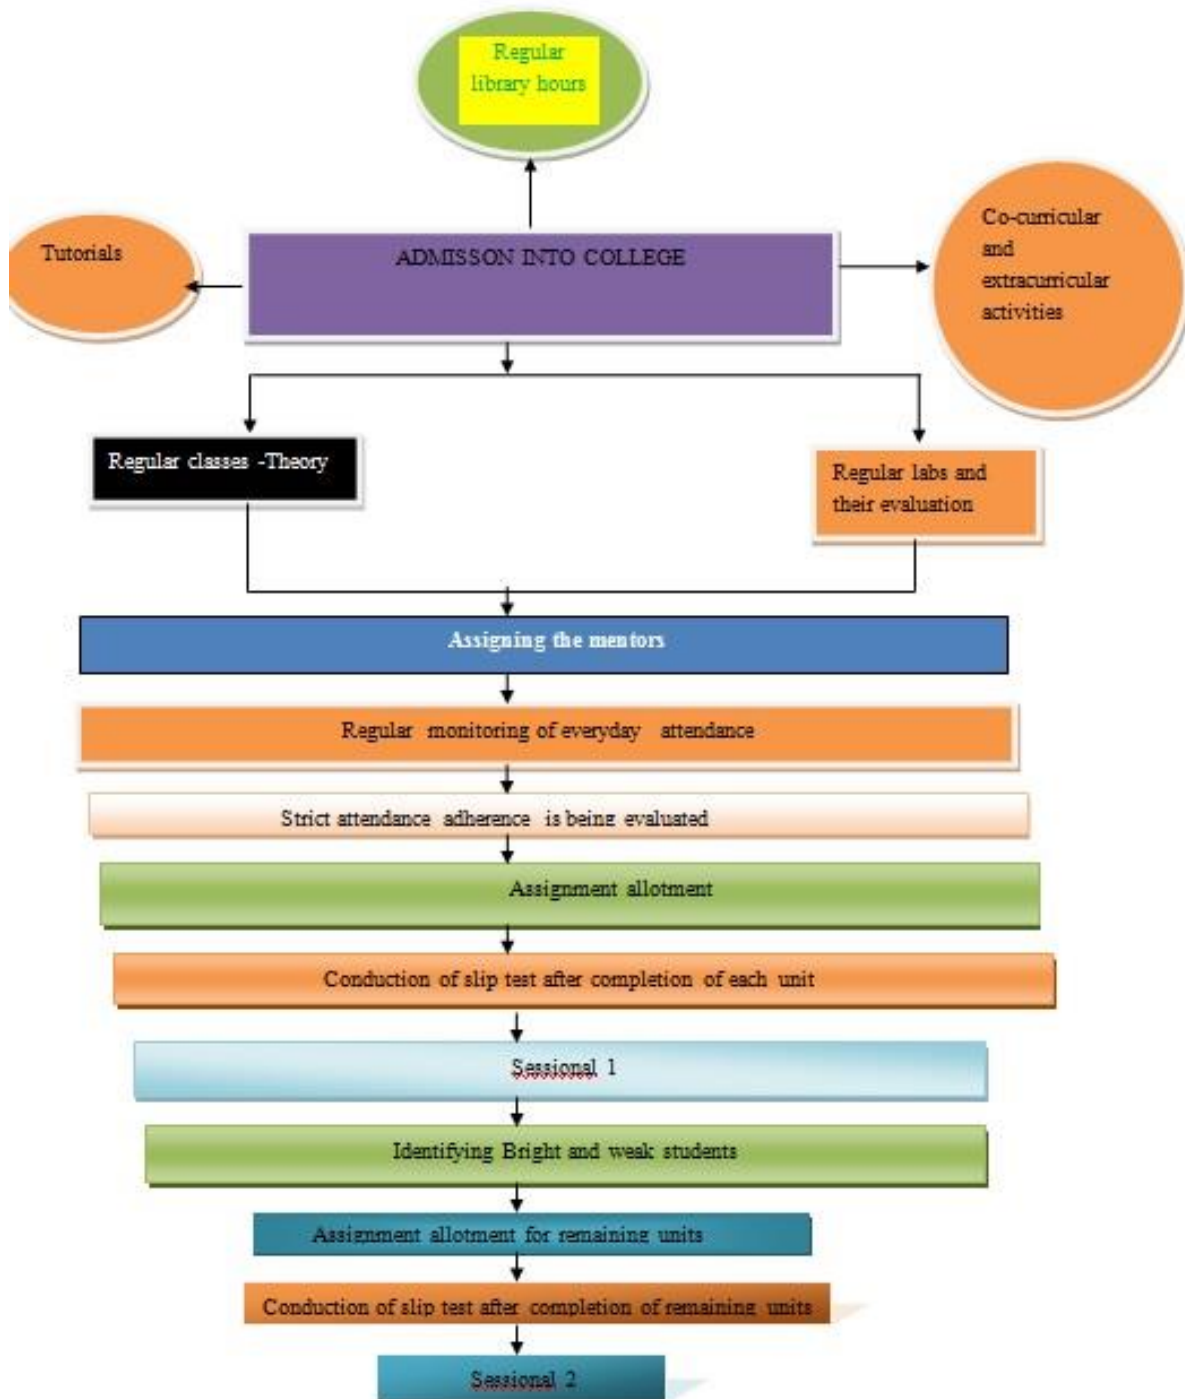 Regular
library hours
Tutorials
ADMISSON INTO COLLEGE
Co-curricular
and
extracurricular
activities
Regular classes -Theory
Regular labs and
their evaluation
Assigning the mentors
Regular monitoring of everyday attendance
Strict attendance adherence is being evaluated
Assignment allotment
Conduction of slip test after completion of each unit
Sessional 1
Identifying Bright and weak students
Assignment allotment for remaining units
Conduction of slip test after completion of remaining units
Sessional 2